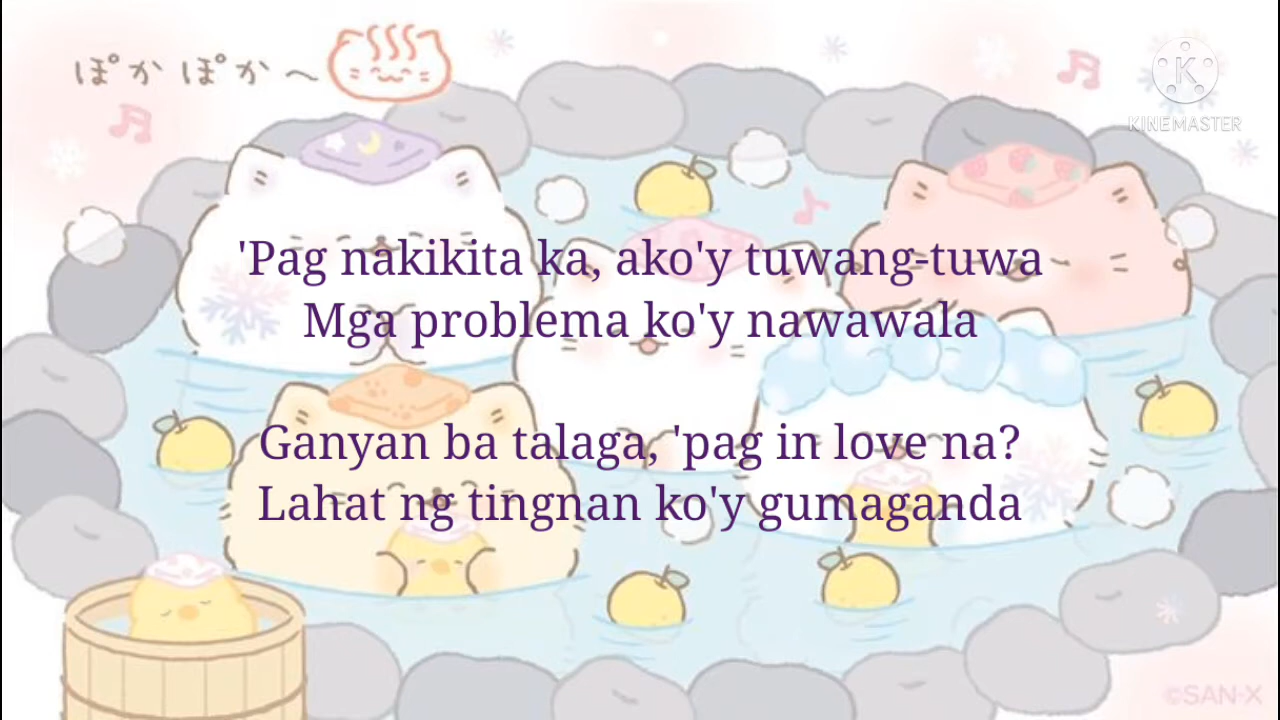 ぽかぽか〜
KINEMASTER
'Pag nakikita ka, ako'y tuwang-tuwa
Mga problema ko'y nawawala
Ganyan ba talaga, 'pag in love na?
Lahat ng tingnan ko'y gumaganda
©SAN-X